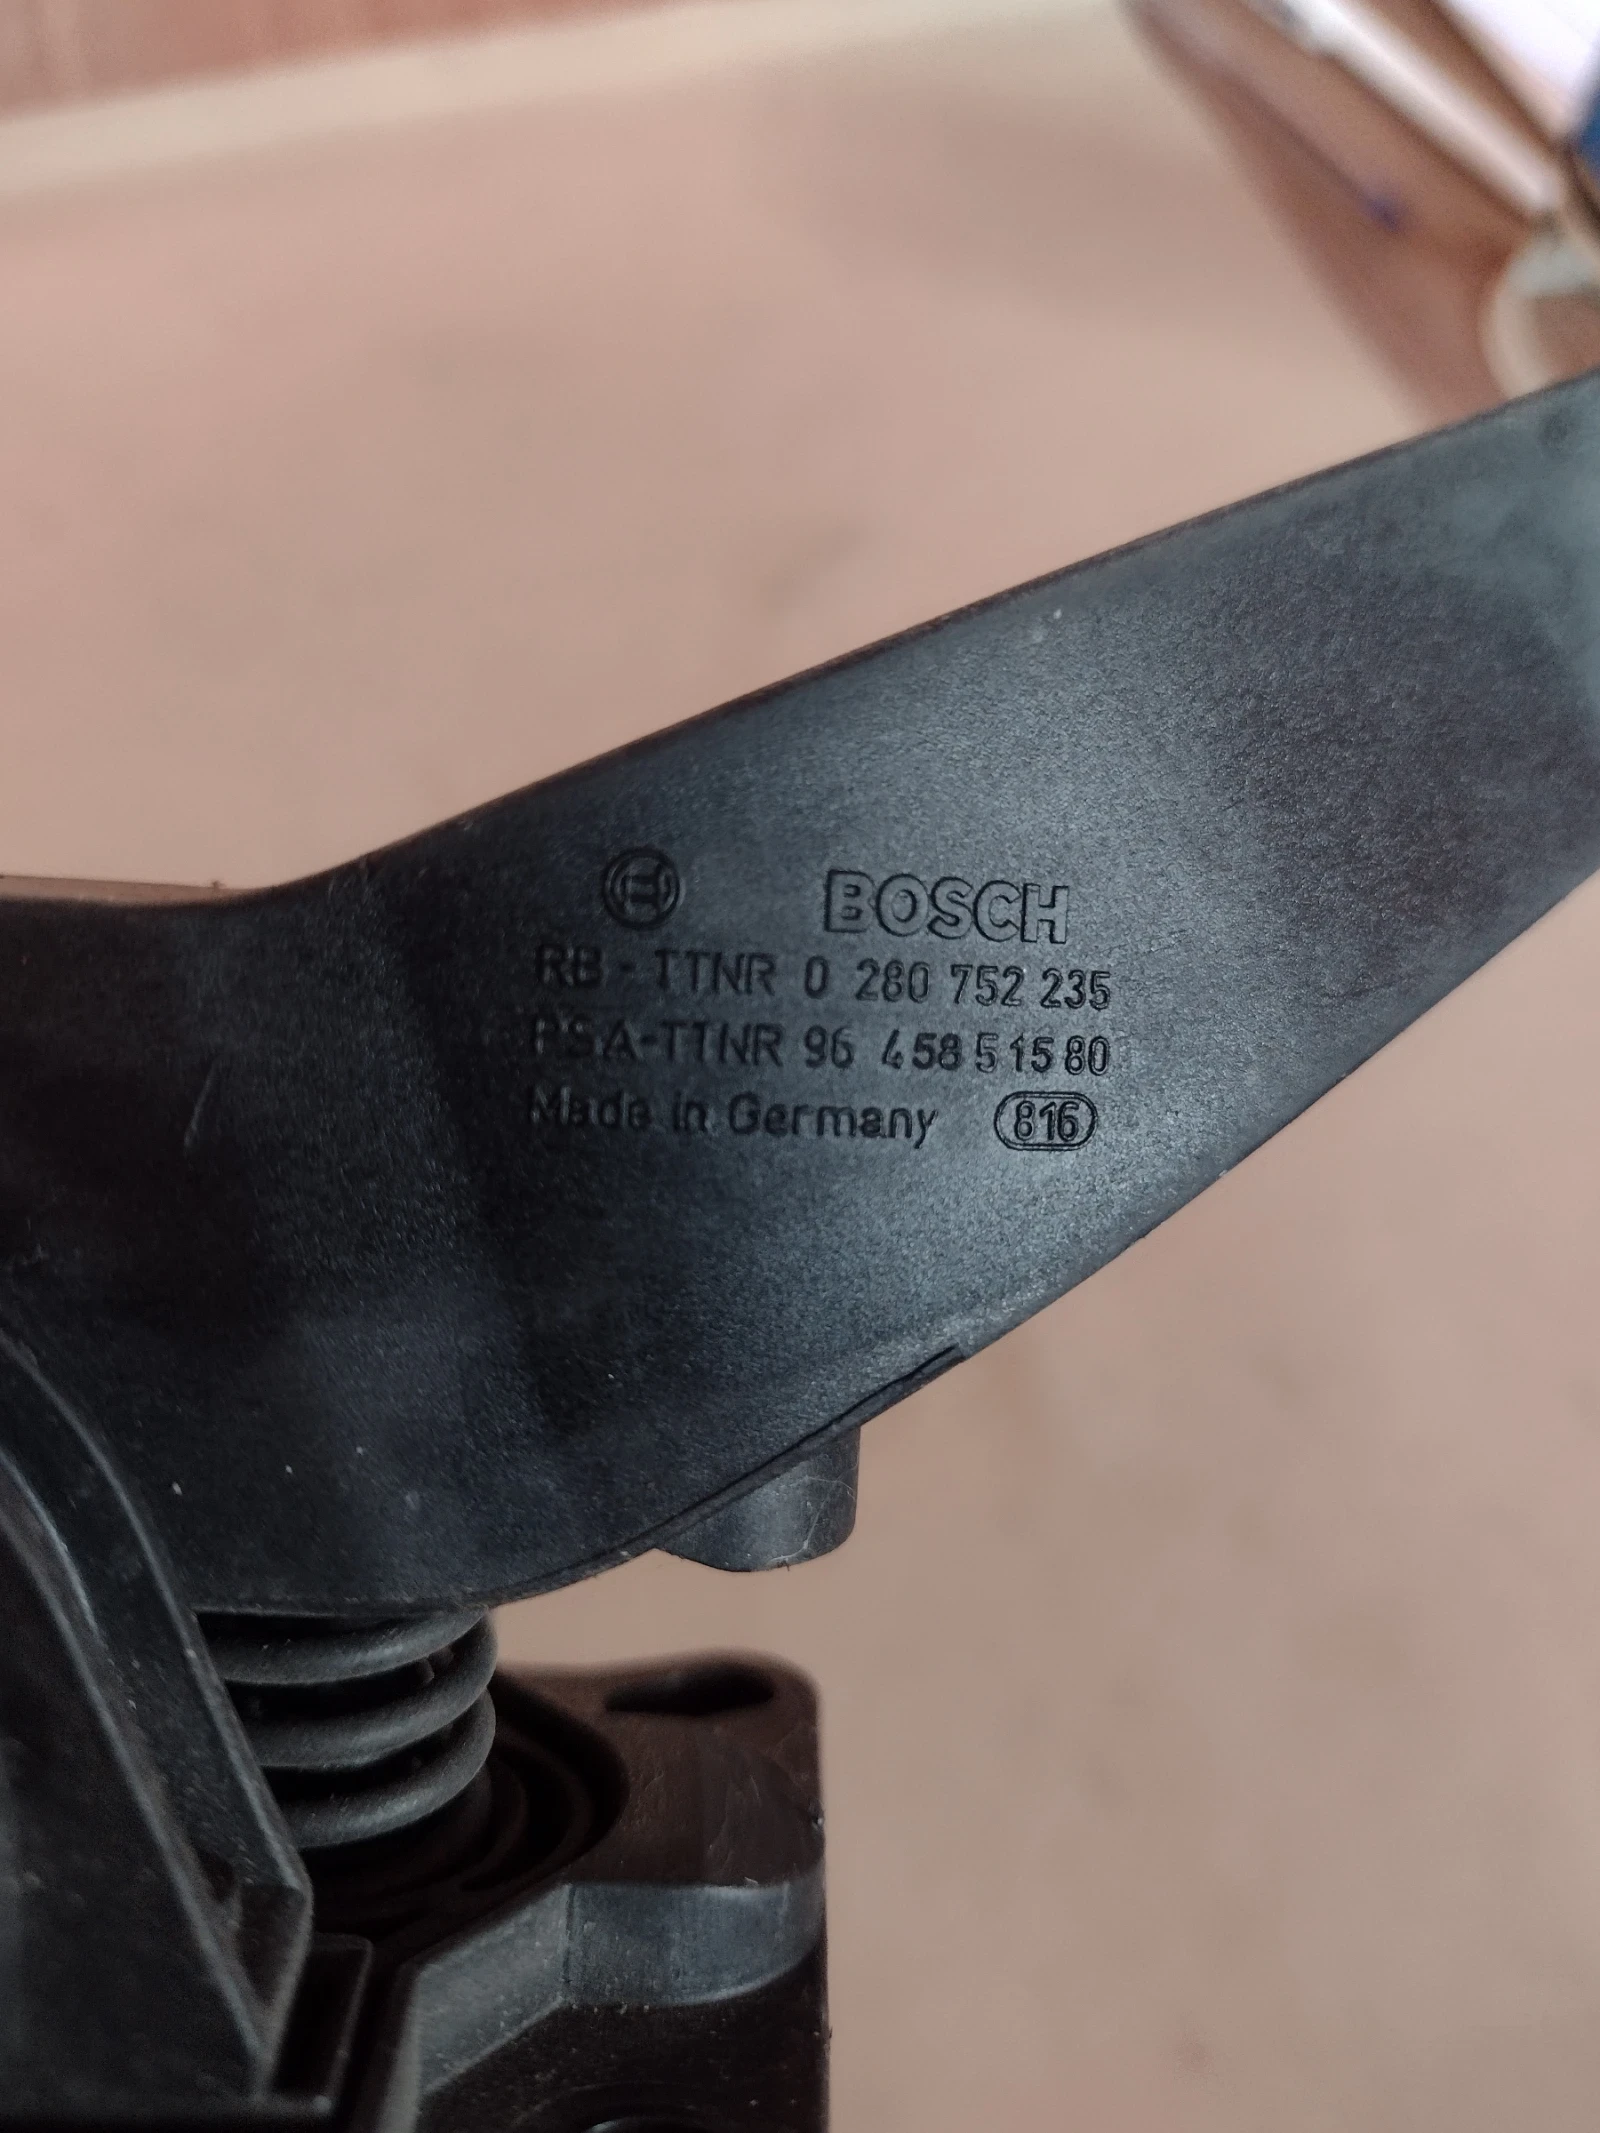 BOSCH
RB - TTNR 0 280 752 235
PSA-TTNR 96 458 515 80
Made in Germany 816